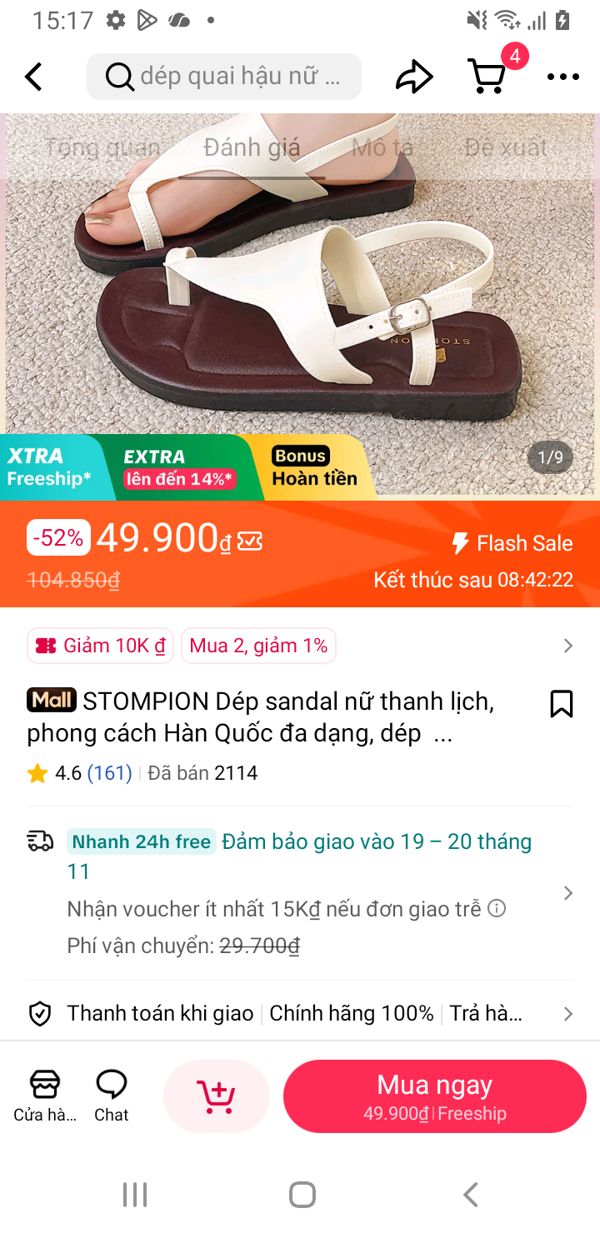 15:17
4
dép quai hậu nữ ...
Tổng quan Đánh giá Mô tả Đề xuất
XTRA
Freeship*
EXTRA
lên đến 14%*
Bonus
Hoàn tiền
1/9
-52% 49.900₫
Flash Sale
104.850₫
Kết thúc sau 08:42:22
Giảm 10K ₫ Mua 2, giảm 1%
Mall STOMPION Dép sandal nữ thanh lịch,
phong cách Hàn Quốc đa dạng, dép ...
4.6 (161) Đã bán 2114
Nhanh 24h free Đảm bảo giao vào 19 – 20 tháng
11
Nhận voucher ít nhất 15K₫ nếu đơn giao trễ
Phí vận chuyển: 29.700₫
Thanh toán khi giao | Chính hãng 100% | Trả hà...
Cửa hà... Chat
Mua ngay
49.900₫ | Freeship